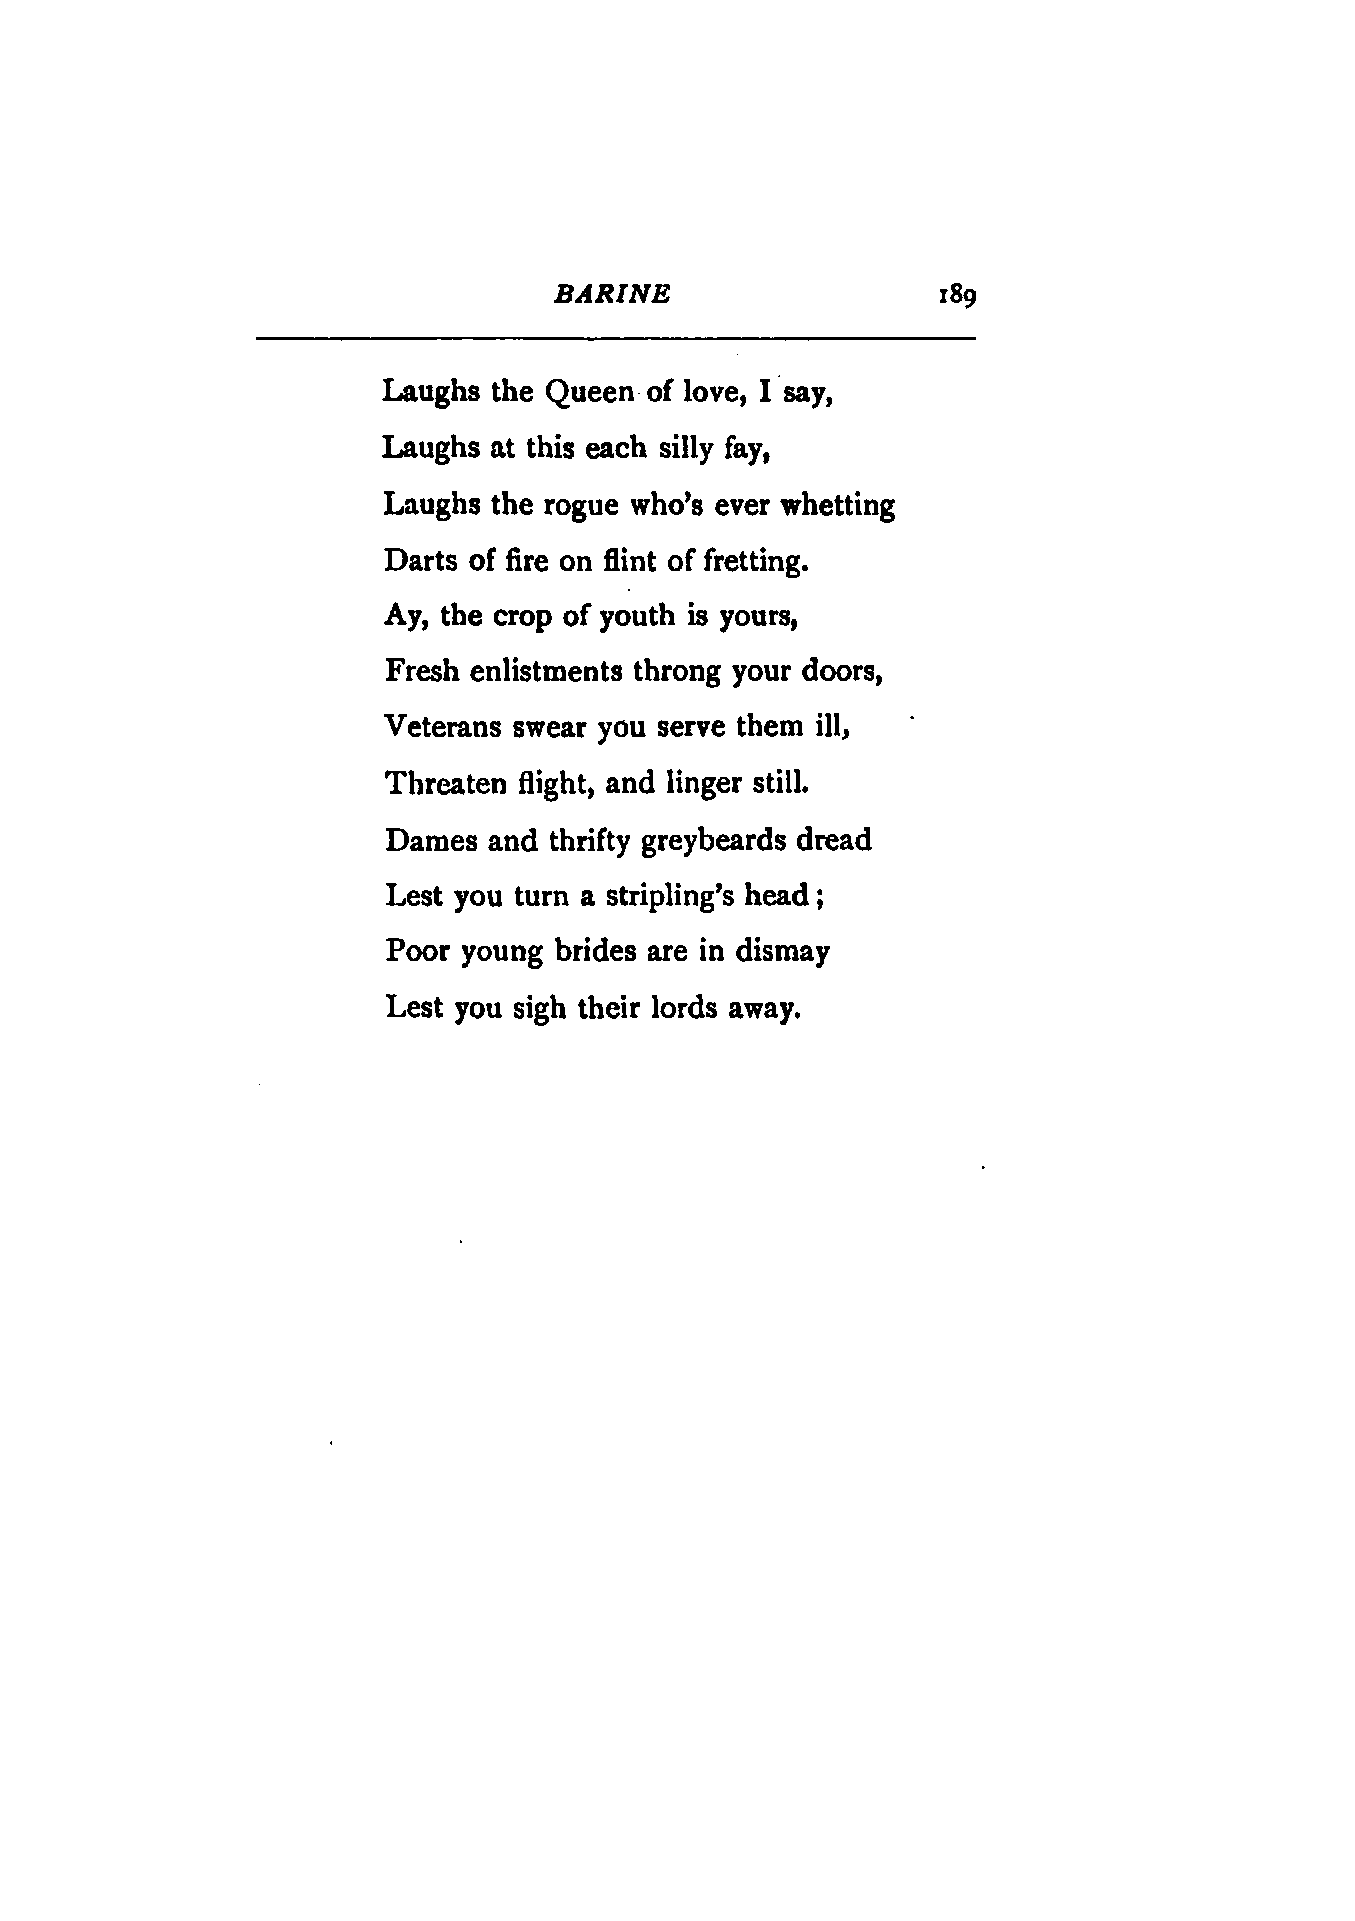 BARINE 189
Laughs the Queen of love, I say,
Laughs at this each silly fay,
Laughs the rogue who's ever whetting
Darts of fire on flint of fretting.
Ay, the crop of youth is yours,
Fresh enlistments throng your doors,
Veterans swear you serve them ill,
Threaten flight, and linger still.
Dames and thrifty greybeards dread
Lest you turn a stripling's head;
Poor young brides are in dismay
Lest you sigh their lords away.